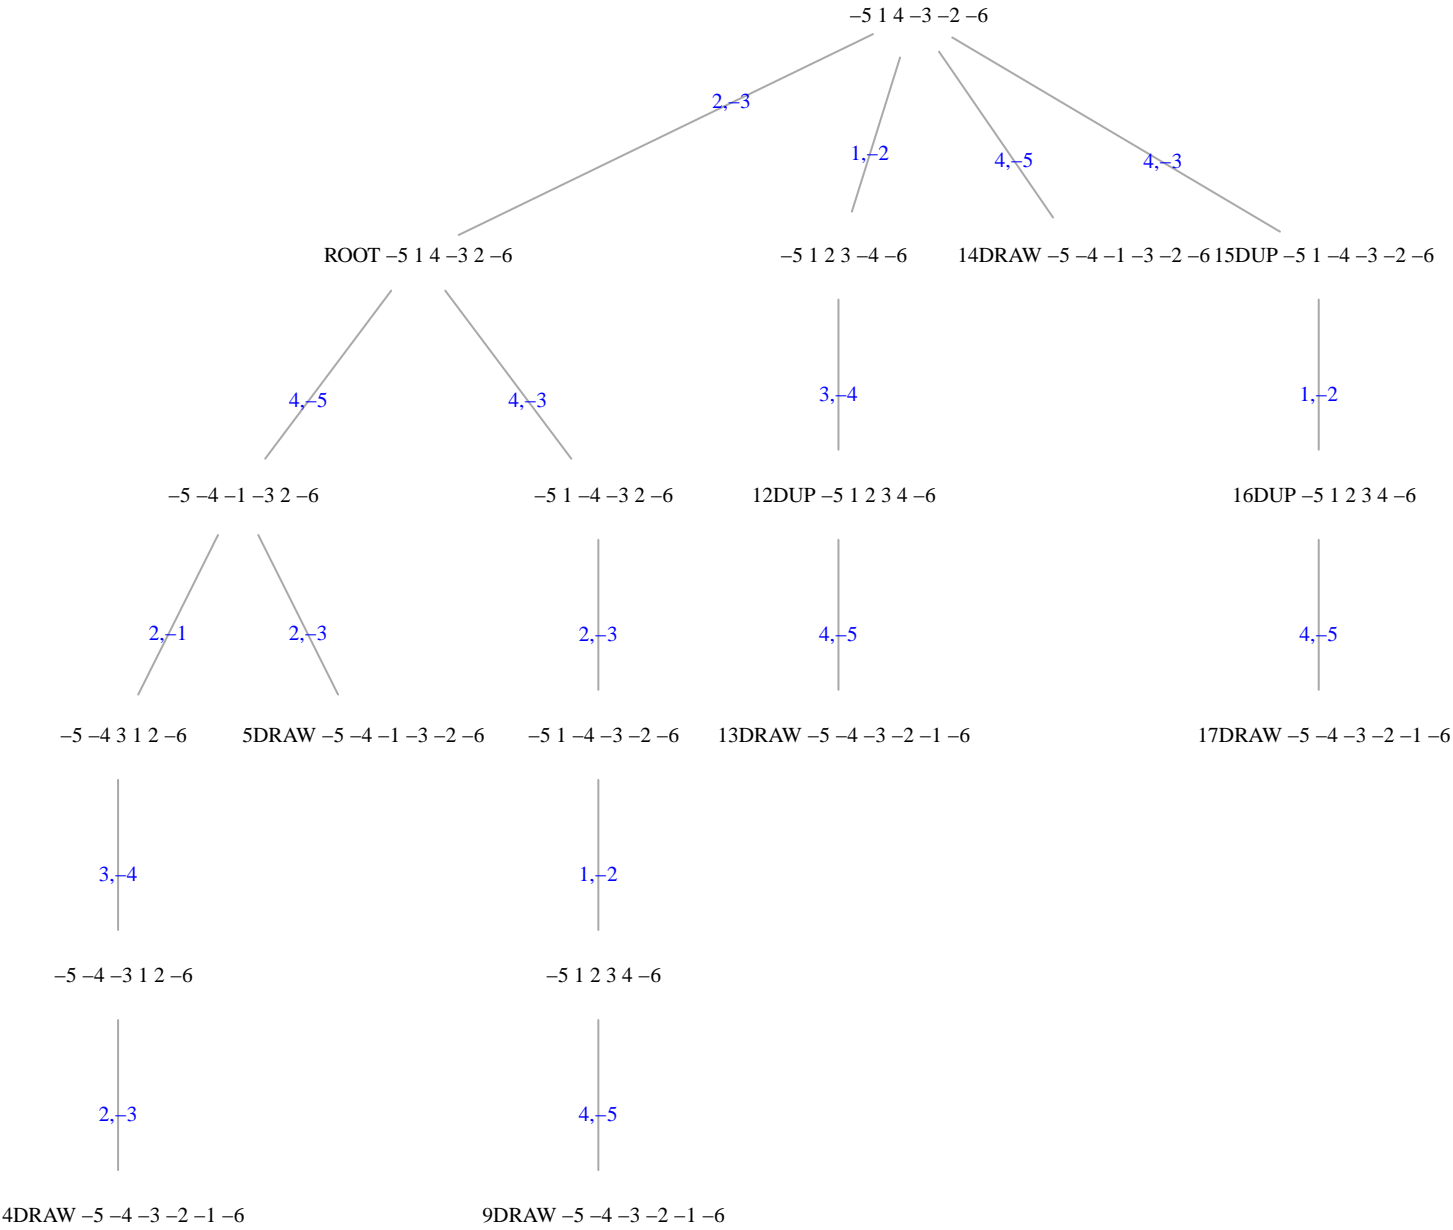 −5 1 4 −3 −2 −6
2,−3
1,−2
4,−5
4,−3
ROOT −5 1 4 −3 2 −6
−5 1 2 3 −4 −6
14DRAW −5 −4 −1 −3 −2 −6
15DUP −5 1 −4 −3 −2 −6
4,−5
4,−3
3,−4
1,−2
−5 −4 −1 −3 2 −6
−5 1 −4 −3 2 −6
12DUP −5 1 2 3 4 −6
16DUP −5 1 2 3 4 −6
2,−1
2,−3
2,−3
4,−5
4,−5
−5 −4 3 1 2 −6
5DRAW −5 −4 −1 −3 −2 −6
−5 1 −4 −3 −2 −6
13DRAW −5 −4 −3 −2 −1 −6
17DRAW −5 −4 −3 −2 −1 −6
3,−4
1,−2
−5 −4 −3 1 2 −6
−5 1 2 3 4 −6
2,−3
4,−5
4DRAW −5 −4 −3 −2 −1 −6
9DRAW −5 −4 −3 −2 −1 −6